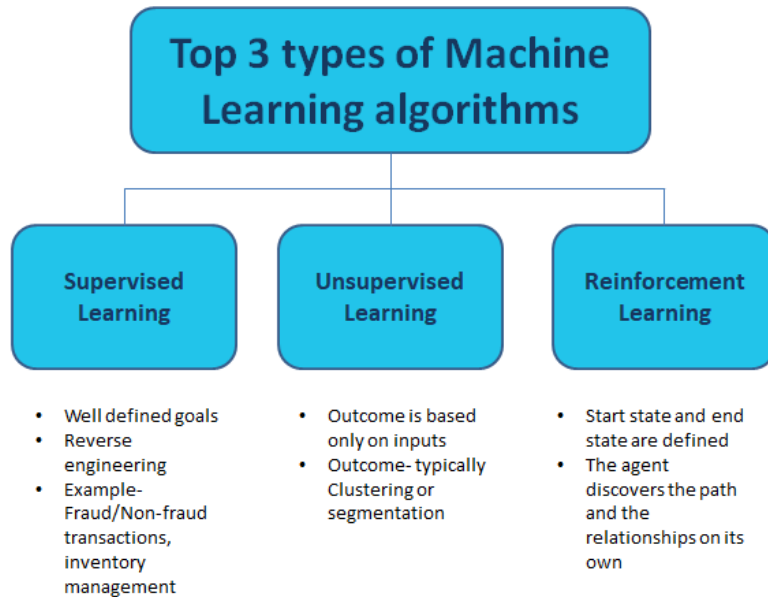 Top 3 types of Machine
Learning algorithms
Supervised
Learning
Unsupervised
Learning
Reinforcement
Learning
• Well defined goals
• Reverse
engineering
• Example-
Fraud/Non-fraud
transactions,
inventory
management
• Outcome is based
only on inputs
• Outcome- typically
Clustering or
segmentation
• Start state and end
state are defined
• The agent
discovers the path
and the
relationships on its
own